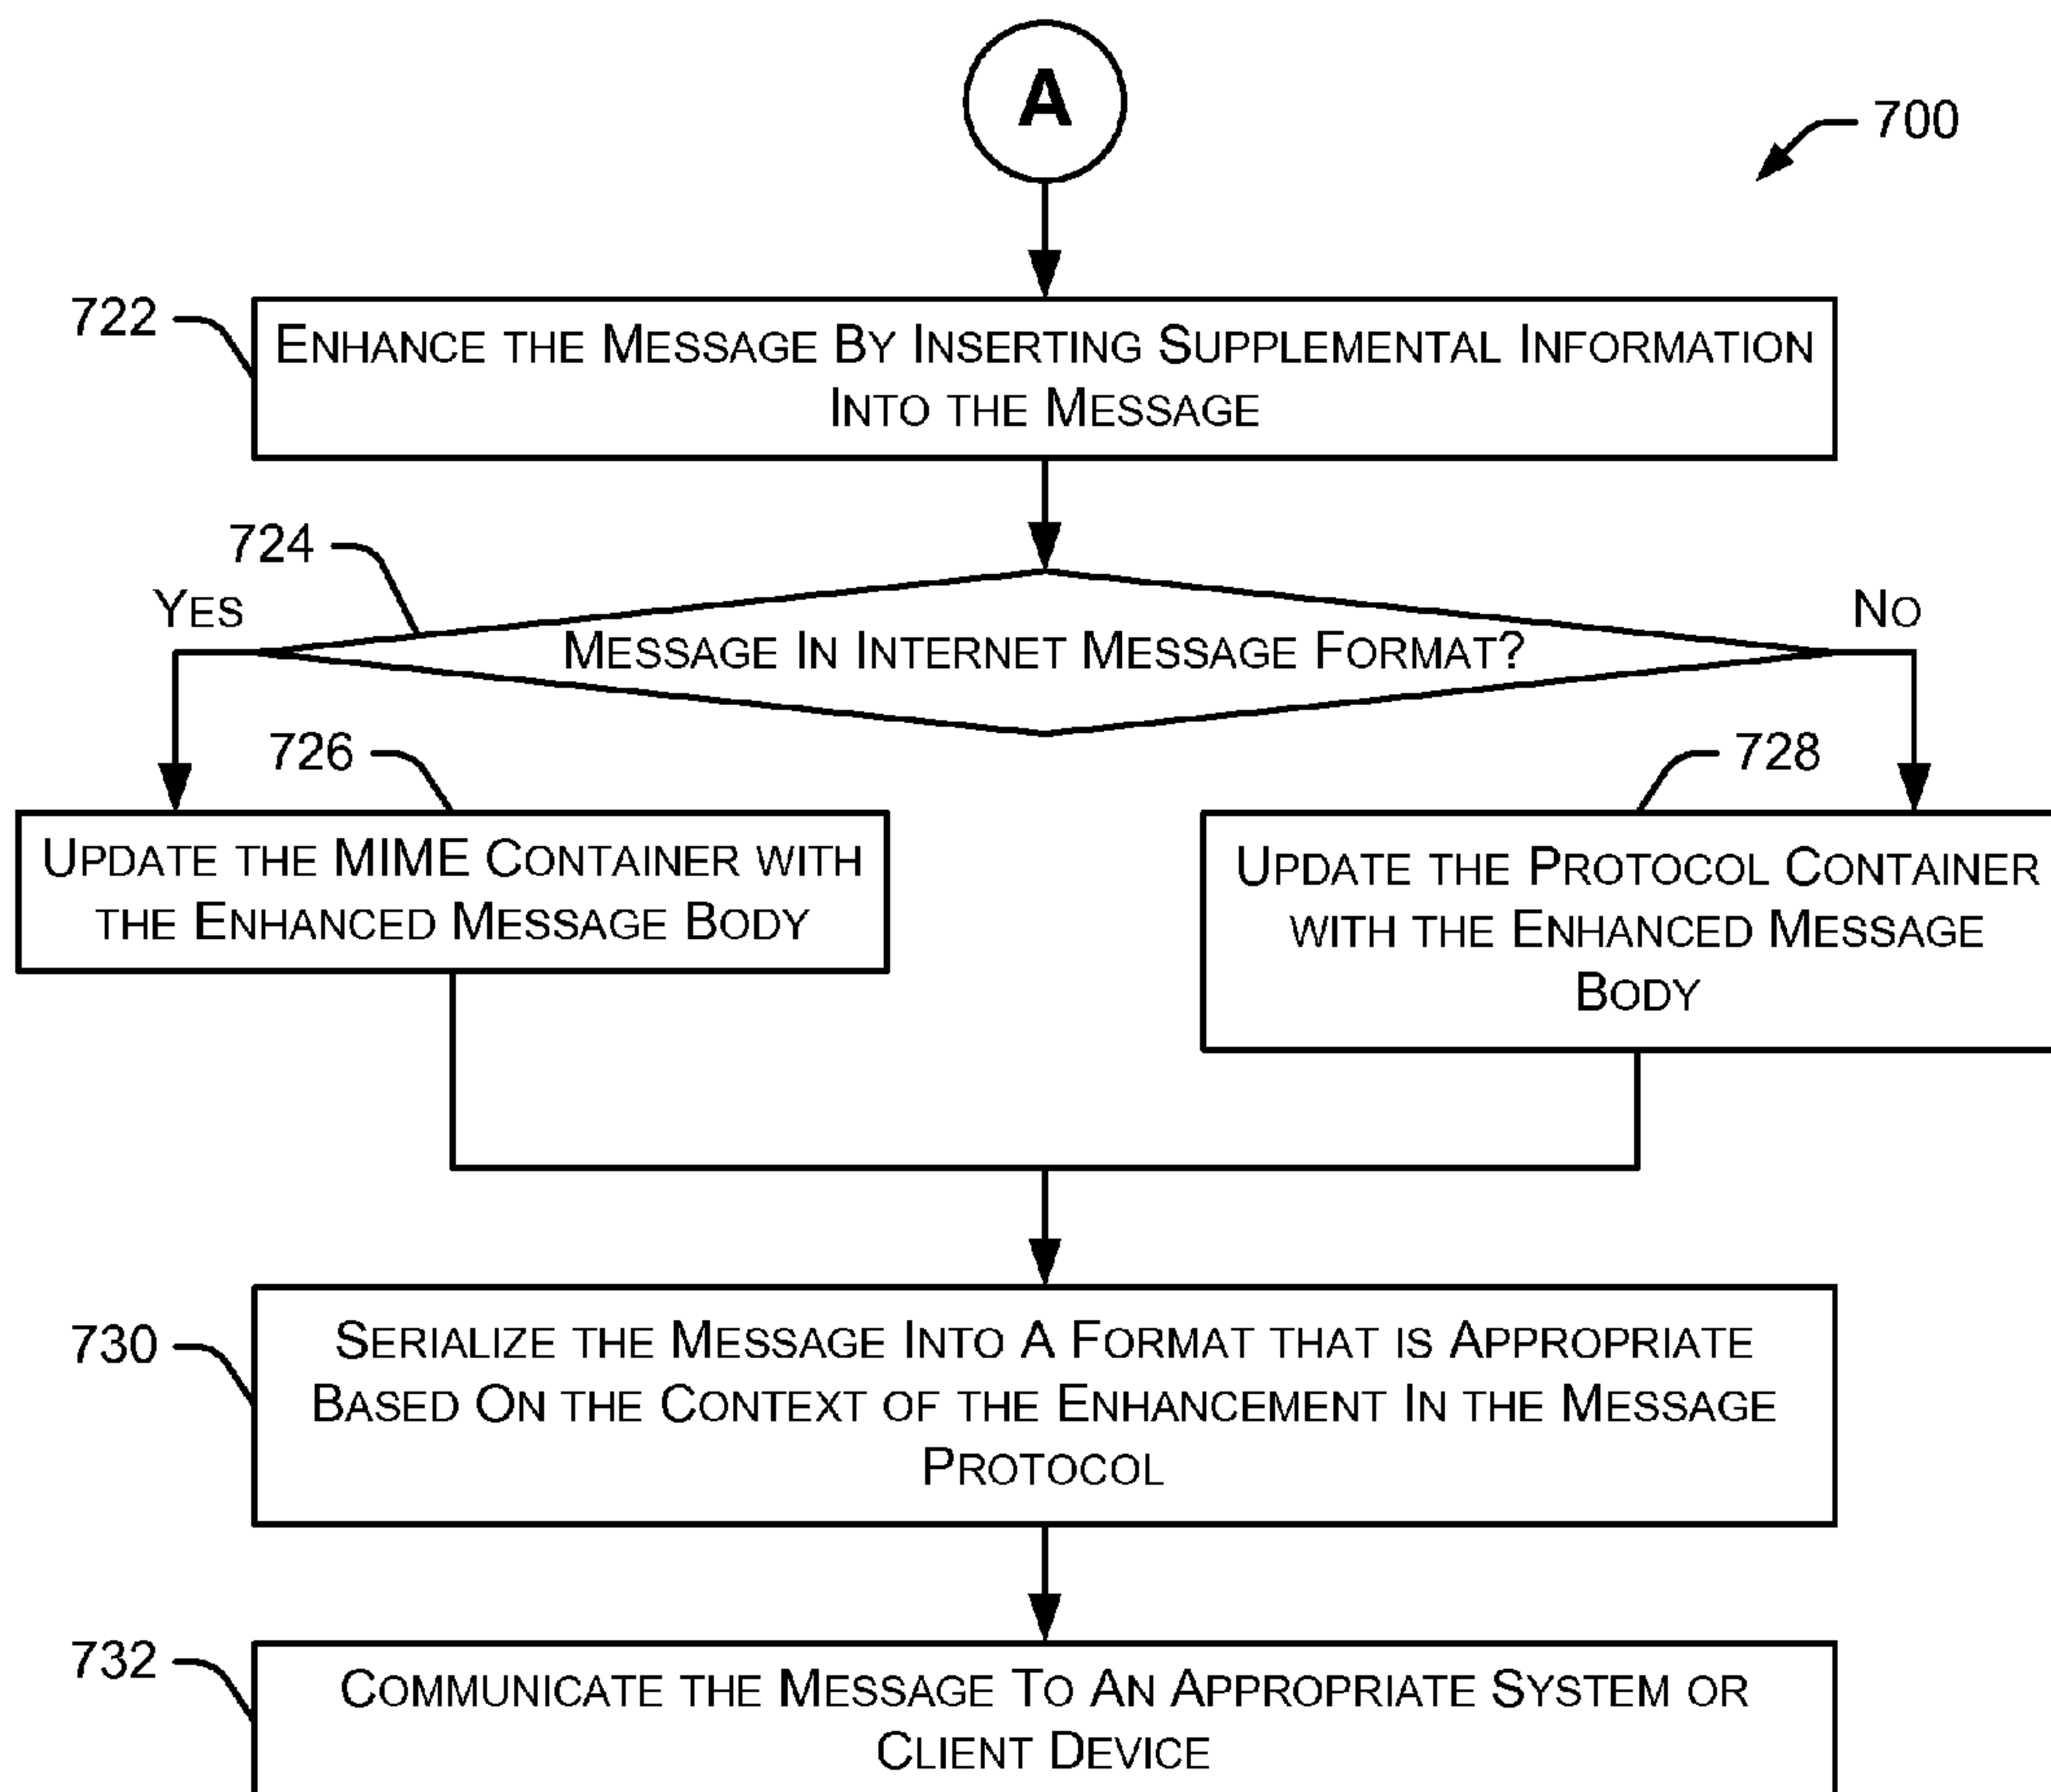 A
700
722
ENHANCE THE MESSAGE BY INSERTING SUPPLEMENTAL INFORMATION
INTO THE MESSAGE
724
YES
NO
MESSAGE IN INTERNET MESSAGE FORMAT?
726
728
UPDATE THE MIME CONTAINER WITH
THE ENHANCED MESSAGE BODY
UPDATE THE PROTOCOL CONTAINER
WITH THE ENHANCED MESSAGE
BODY
730
SERIALIZE THE MESSAGE INTO A FORMAT THAT IS APPROPRIATE
BASED ON THE CONTEXT OF THE ENHANCEMENT IN THE MESSAGE
PROTOCOL
732
COMMUNICATE THE MESSAGE TO AN APPROPRIATE SYSTEM OR
CLIENT DEVICE